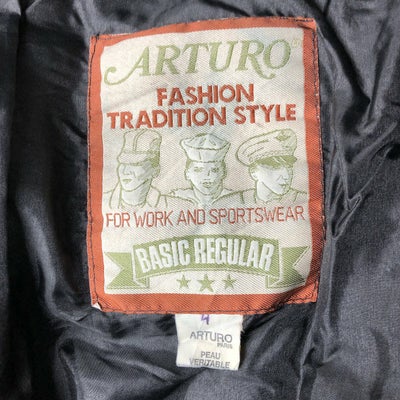 ARTURO
FASHION
TRADITION STYLE
FOR WORK AND SPORTSWEAR
BASIC REGULAR
4
ARTURO
PARIS
PEAU
VERITABLE